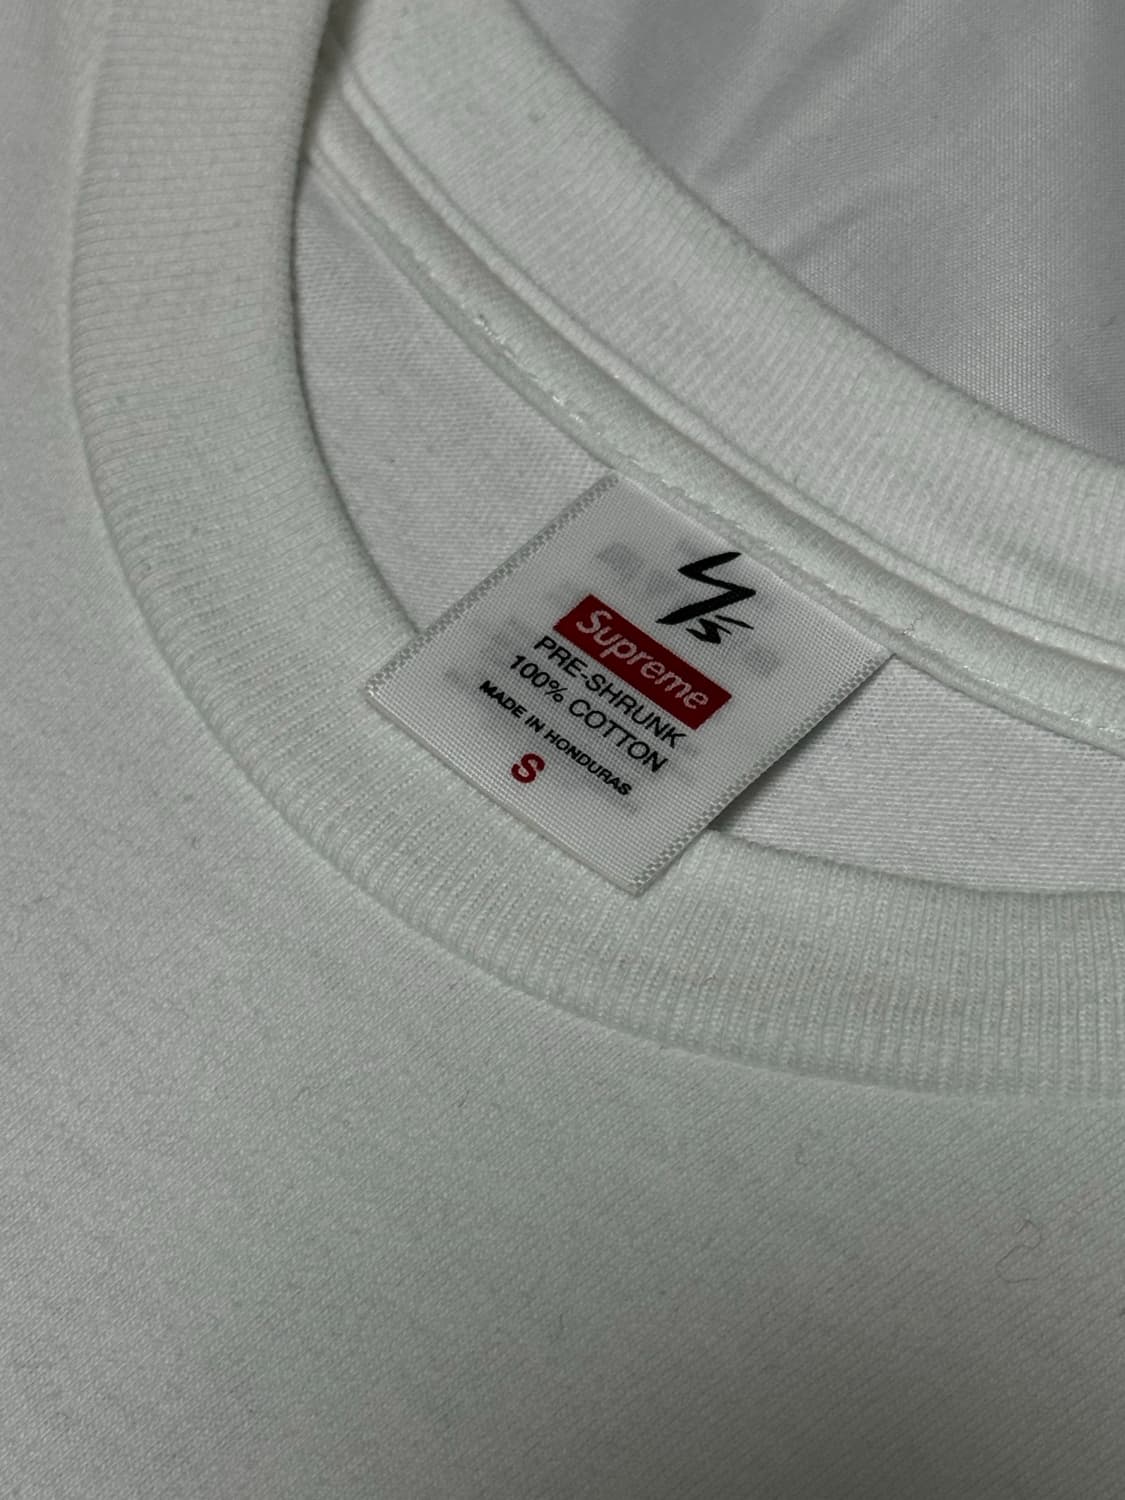 Y's
Supreme
PRE-SHRUNK
100% COTTON
MADE IN HONDURAS
S